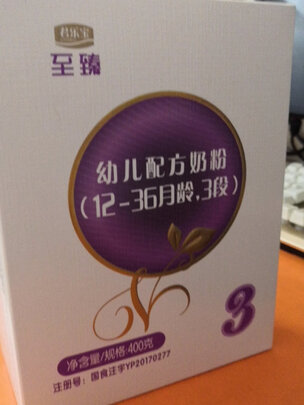 君乐宝
至臻
幼儿配方奶粉
(12-36月龄,3段)
3
净含量/规格:400克
注册号: 国食注字YP20170277